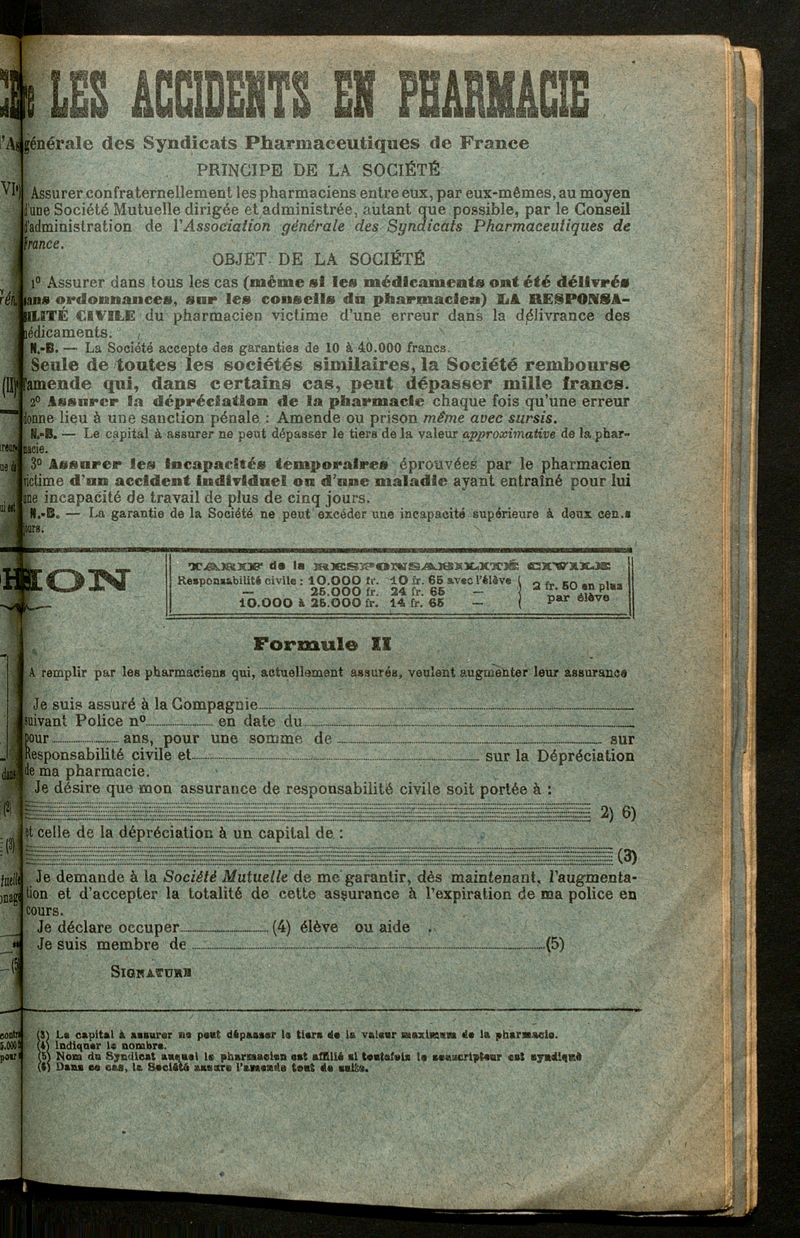 LES ACCIDENTS EN PHARMACIE
générale des Syndicats Pharmaceutiques de France
PRINCIPE DE LA SOCIÉTÉ
Assurer confraternellement les pharmaciens entre eux, par eux-mêmes, au moyen
d'une Société Mutuelle dirigée et administrée, autant que possible, par le Conseil
d'administration de l'Association générale des Syndicats Pharmaceutiques de
France.
OBJET DE LA SOCIÉTÉ
1º Assurer dans tous les cas (même si les médicaments ont été délivrés
sans ordonnances, sur les conseils du pharmacien) LA RESPONSA-
BILITÉ CIVILE du pharmacien victime d'une erreur dans la délivrance des
médicaments.
N.-B. — La Société accepte des garanties de 10 à 40.000 francs.
Seule de toutes les sociétés similaires, la Société rembourse
l'amende qui, dans certains cas, peut dépasser mille francs.
2º Assurer la dépréciation de la pharmacie chaque fois qu'une erreur
donne lieu à une sanction pénale : Amende ou prison même avec sursis.
N.-B. — Le capital à assurer ne peut dépasser le tiers de la valeur approximative de la phar-
macie.
3º Assurer les incapacités temporaires éprouvées par le pharmacien
victime d'un accident individuel ou d'une maladie ayant entraîné pour lui
une incapacité de travail de plus de cinq jours.
N.-B. — La garantie de la Société ne peut excéder une incapacité supérieure à deux cen.s
jours.
ION
TARIF de la RESPONSABILITÉ CIVILE
Responsabilité civile : 10.000 fr. 10 fr. 65 avec l'élève
— 25.000 fr. 24 fr. 65 —
10.000 à 25.000 fr. 14 fr. 65 —
2 fr. 50 en plus
par élève
Formule II
A remplir par les pharmaciens qui, actuellement assurés, veulent augmenter leur assurance
Je suis assuré à la Compagnie
suivant Police nº en date du
pour ans, pour une somme de sur
Responsabilité civile et sur la Dépréciation
de ma pharmacie.
Je désire que mon assurance de responsabilité civile soit portée à :
2) 6)
et celle de la dépréciation à un capital de :
(3)
Je demande à la Société Mutuelle de me garantir, dès maintenant, l'augmenta-
tion et d'accepter la totalité de cette assurance à l'expiration de ma police en
cours.
Je déclare occuper (4) élève ou aide .
Je suis membre de (5)
SIGNATURE
(3) Le capital à assurer ne peut dépasser le tiers de la valeur maximum de la pharmacie.
(4) Indiquer le nombre.
(5) Nom du Syndicat auquel le pharmacien est affilié si toutefois le souscripteur est syndiqué
(6) Dans ce cas, la Société assure l'amende tout de suite.